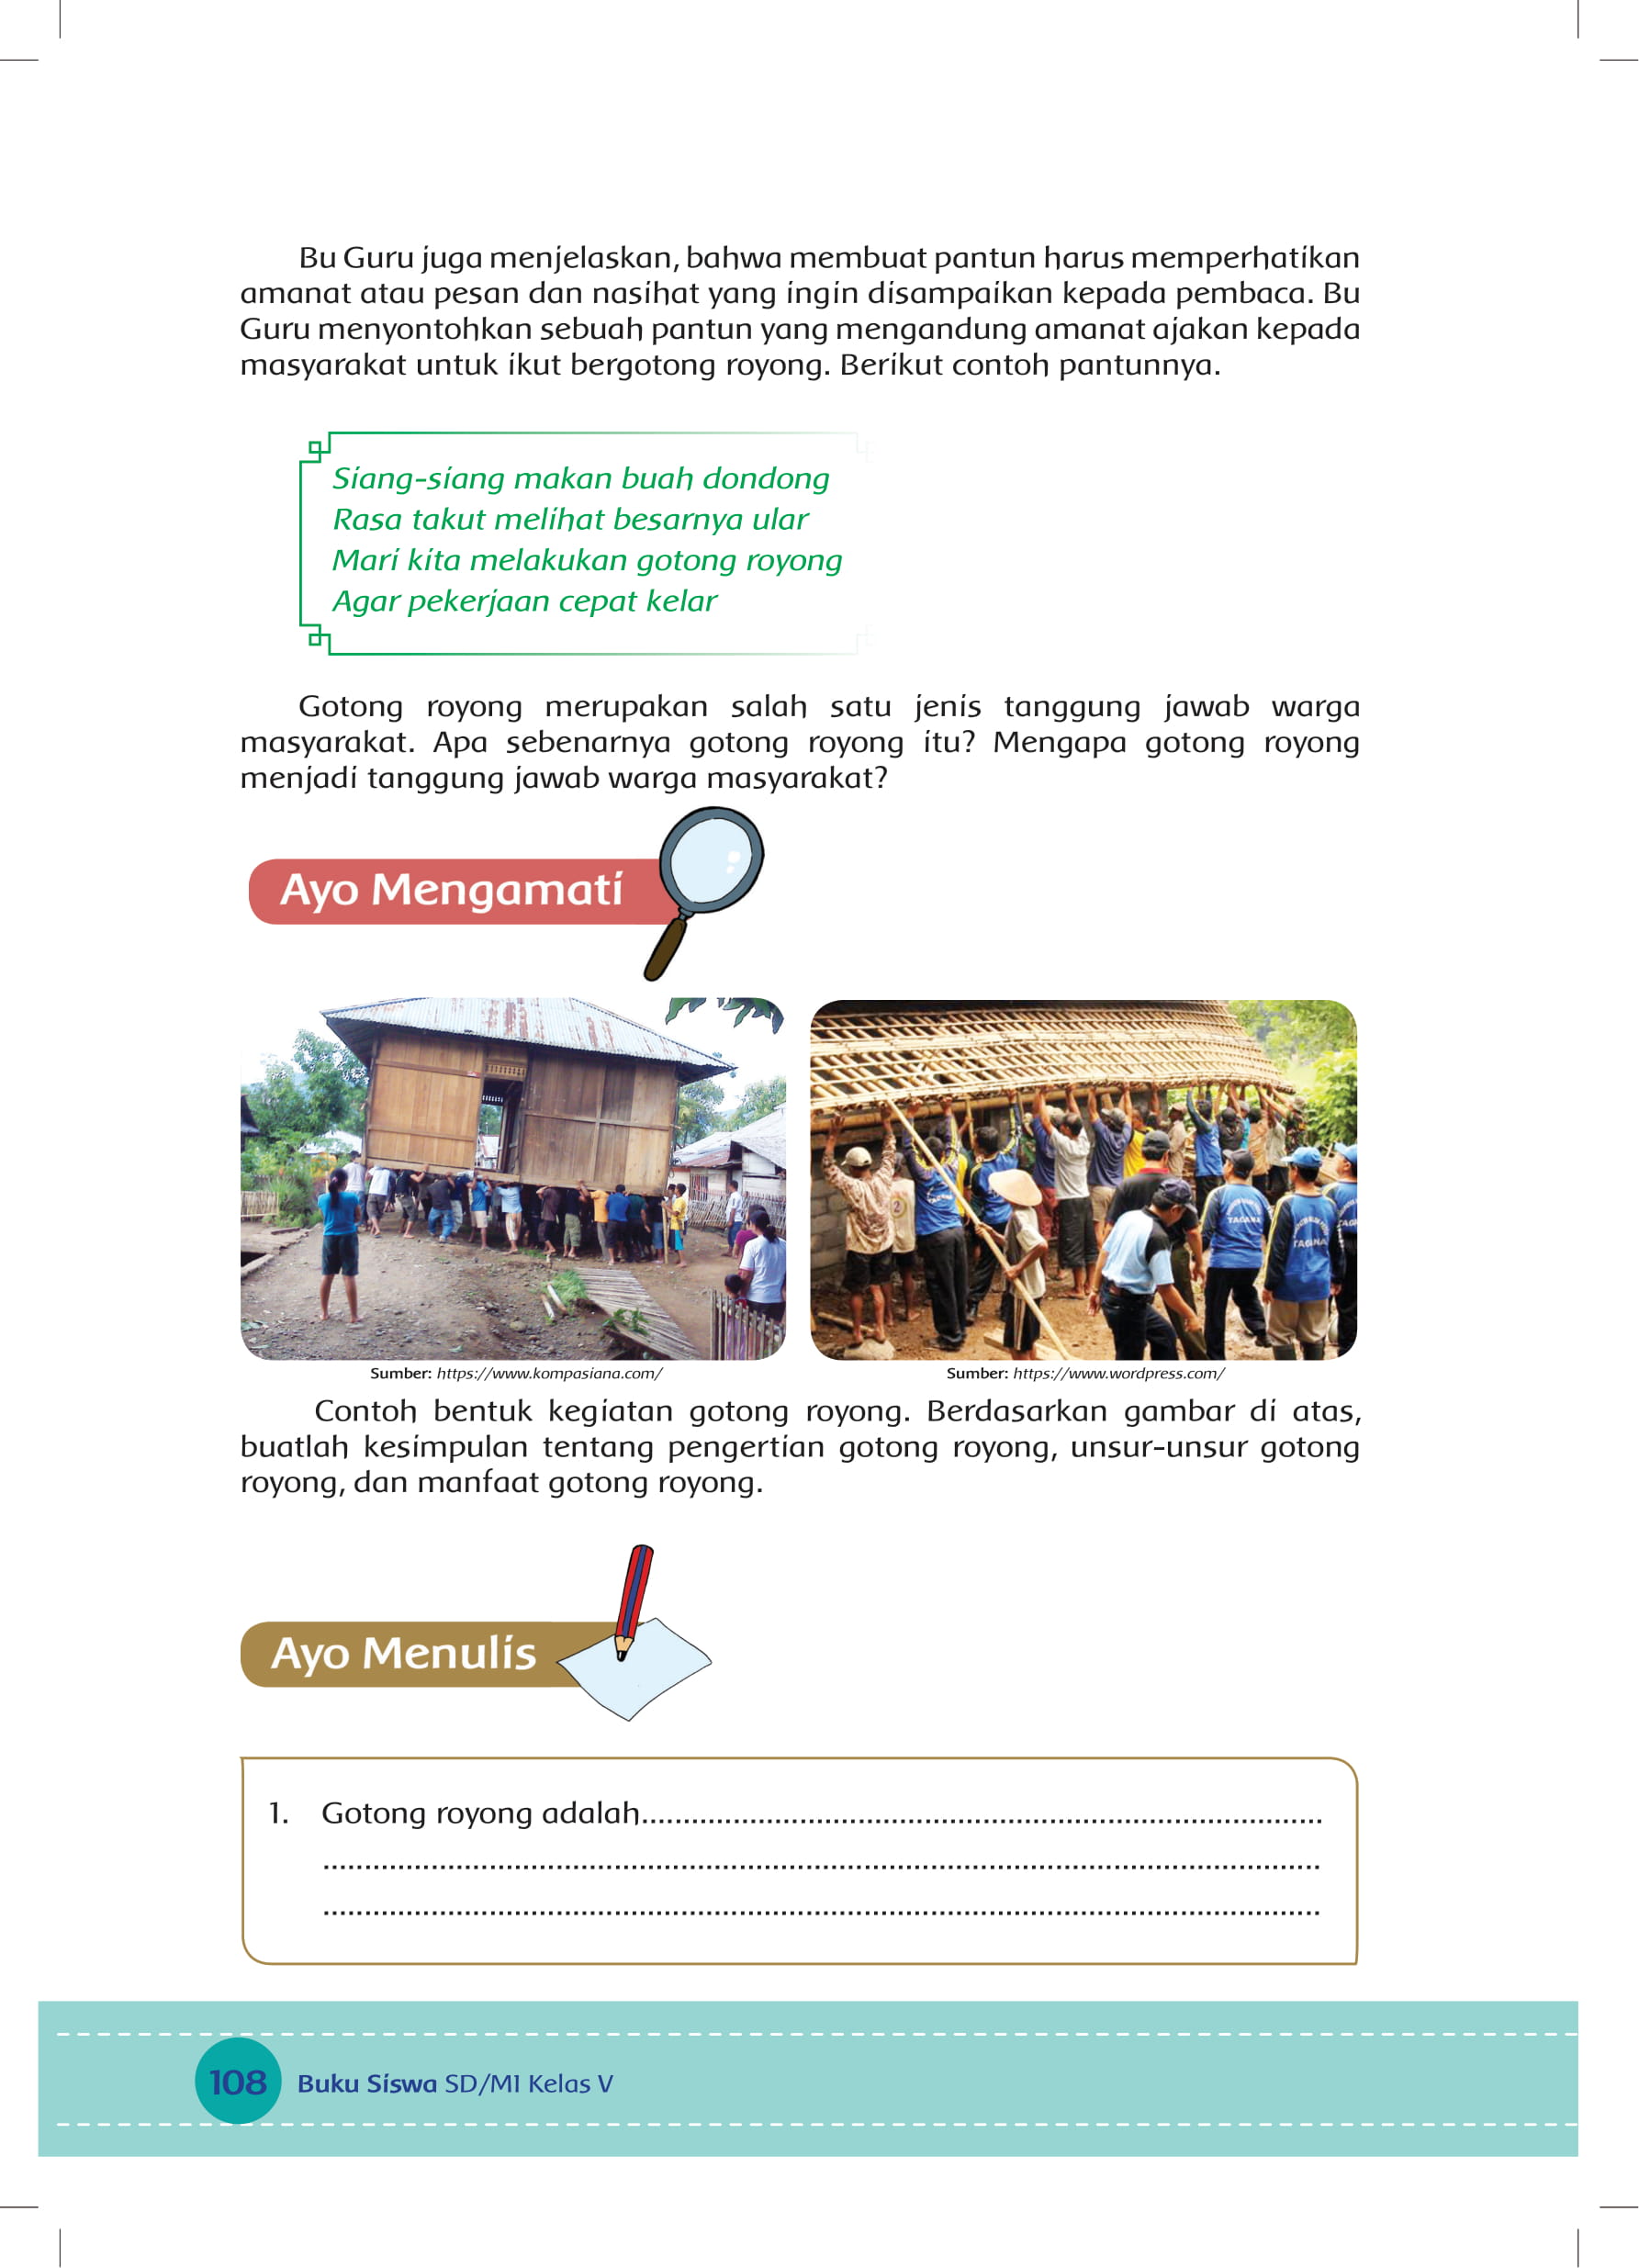 Bu Guru juga menjelaskan, bahwa membuat pantun harus memperhatikan
amanat atau pesan dan nasihat yang ingin disampaikan kepada pembaca. Bu
Guru menyontohkan sebuah pantun yang mengandung amanat ajakan kepada
masyarakat untuk ikut bergotong royong. Berikut contoh pantunnya.
Siang-siang makan buah dondong
Rasa takut melihat besarnya ular
Mari kita melakukan gotong royong
Agar pekerjaan cepat kelar
Gotong royong merupakan salah satu jenis tanggung jawab warga
masyarakat. Apa sebenarnya gotong royong itu? Mengapa gotong royong
menjadi tanggung jawab warga masyarakat?
Ayo Mengamati
TAGANA
TAGANA
Sumber: https://www.kompasiana.com/
Sumber: https://www.wordpress.com/
Contoh bentuk kegiatan gotong royong. Berdasarkan gambar di atas,
buatlah kesimpulan tentang pengertian gotong royong, unsur-unsur gotong
royong, dan manfaat gotong royong.
Ayo Menulis
1. Gotong royong adalah...............................................................................
........................................................................................................................
........................................................................................................................
108 Buku Siswa SD/MI Kelas V